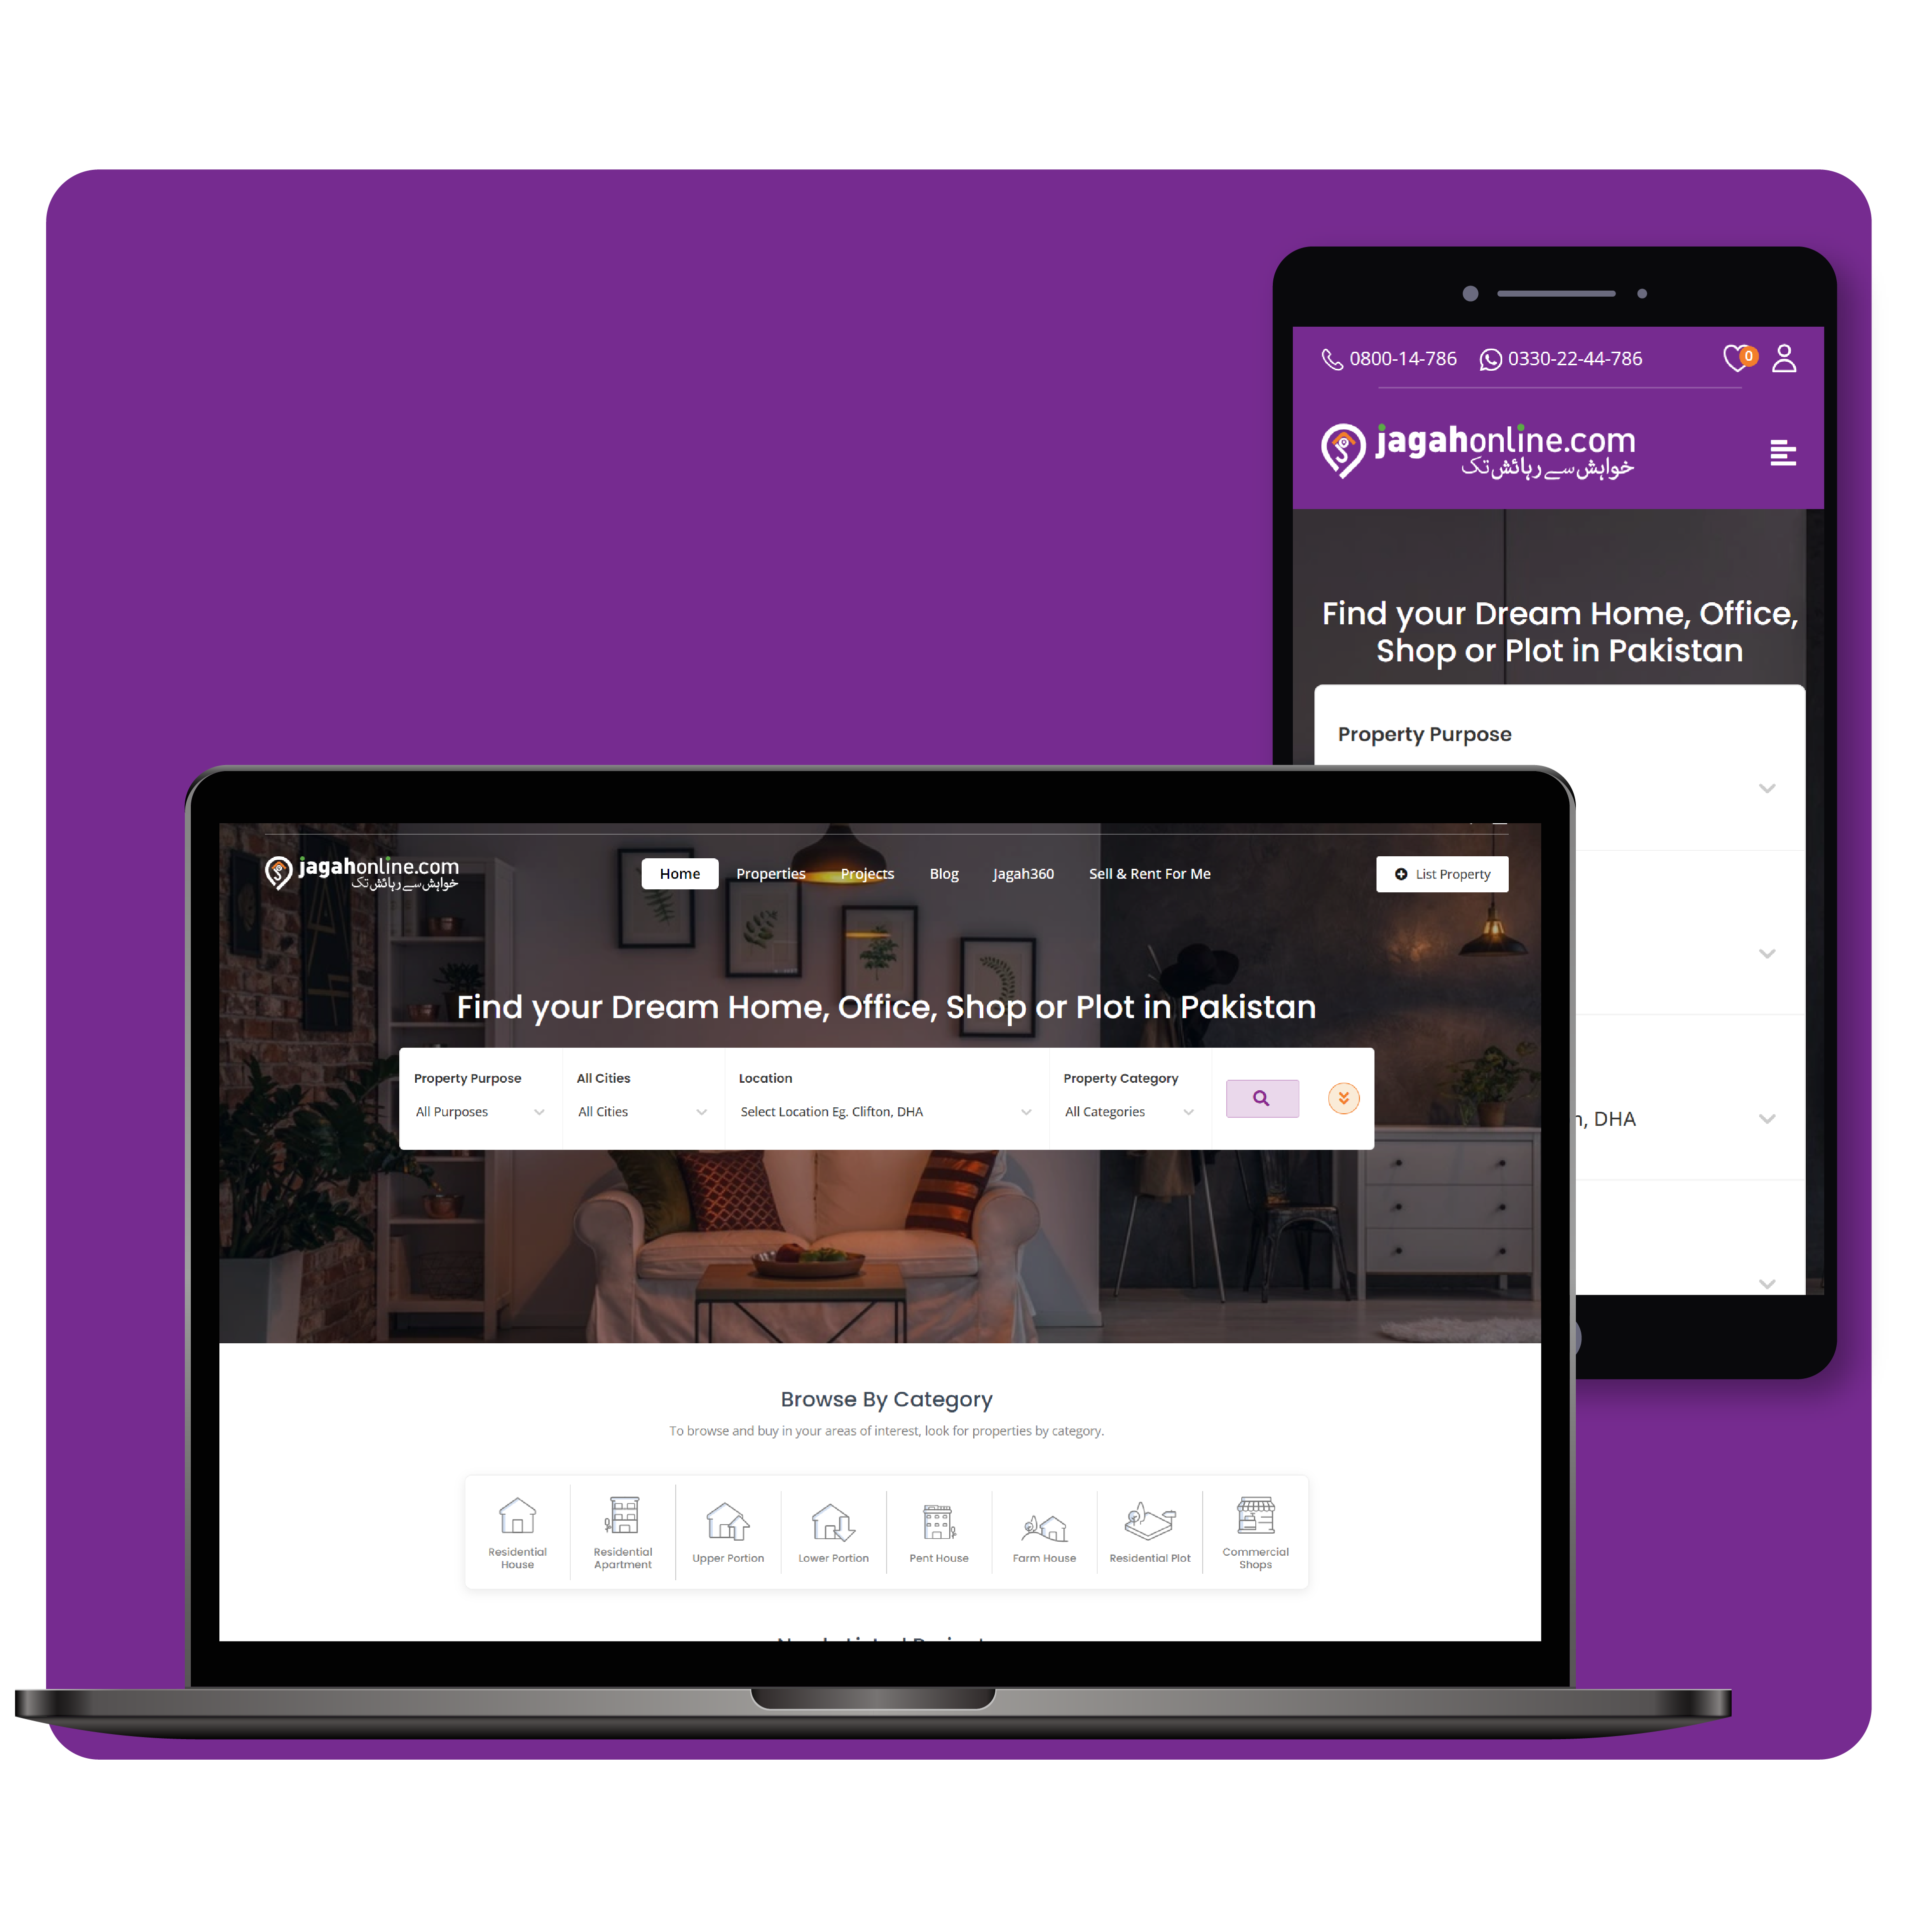 0800-14-786 0330-22-44-786 0
jagahonline.com
خواہش سے رہائش تک
Find your Dream Home, Office,
Shop or Plot in Pakistan
Property Purpose
, DHA
jagahonline.com
خواہش سے رہائش تک
Home Properties Projects Blog Jagah360 Sell & Rent For Me List Property
Find your Dream Home, Office, Shop or Plot in Pakistan
Property Purpose All Cities Location Property Category
All Purposes All Cities Select Location Eg. Clifton, DHA All Categories
Browse By Category
To browse and buy in your areas of interest, look for properties by category.
Residential House
Residential Apartment
Upper Portion
Lower Portion
Pent House
Farm House
Residential Plot
Commercial Shops